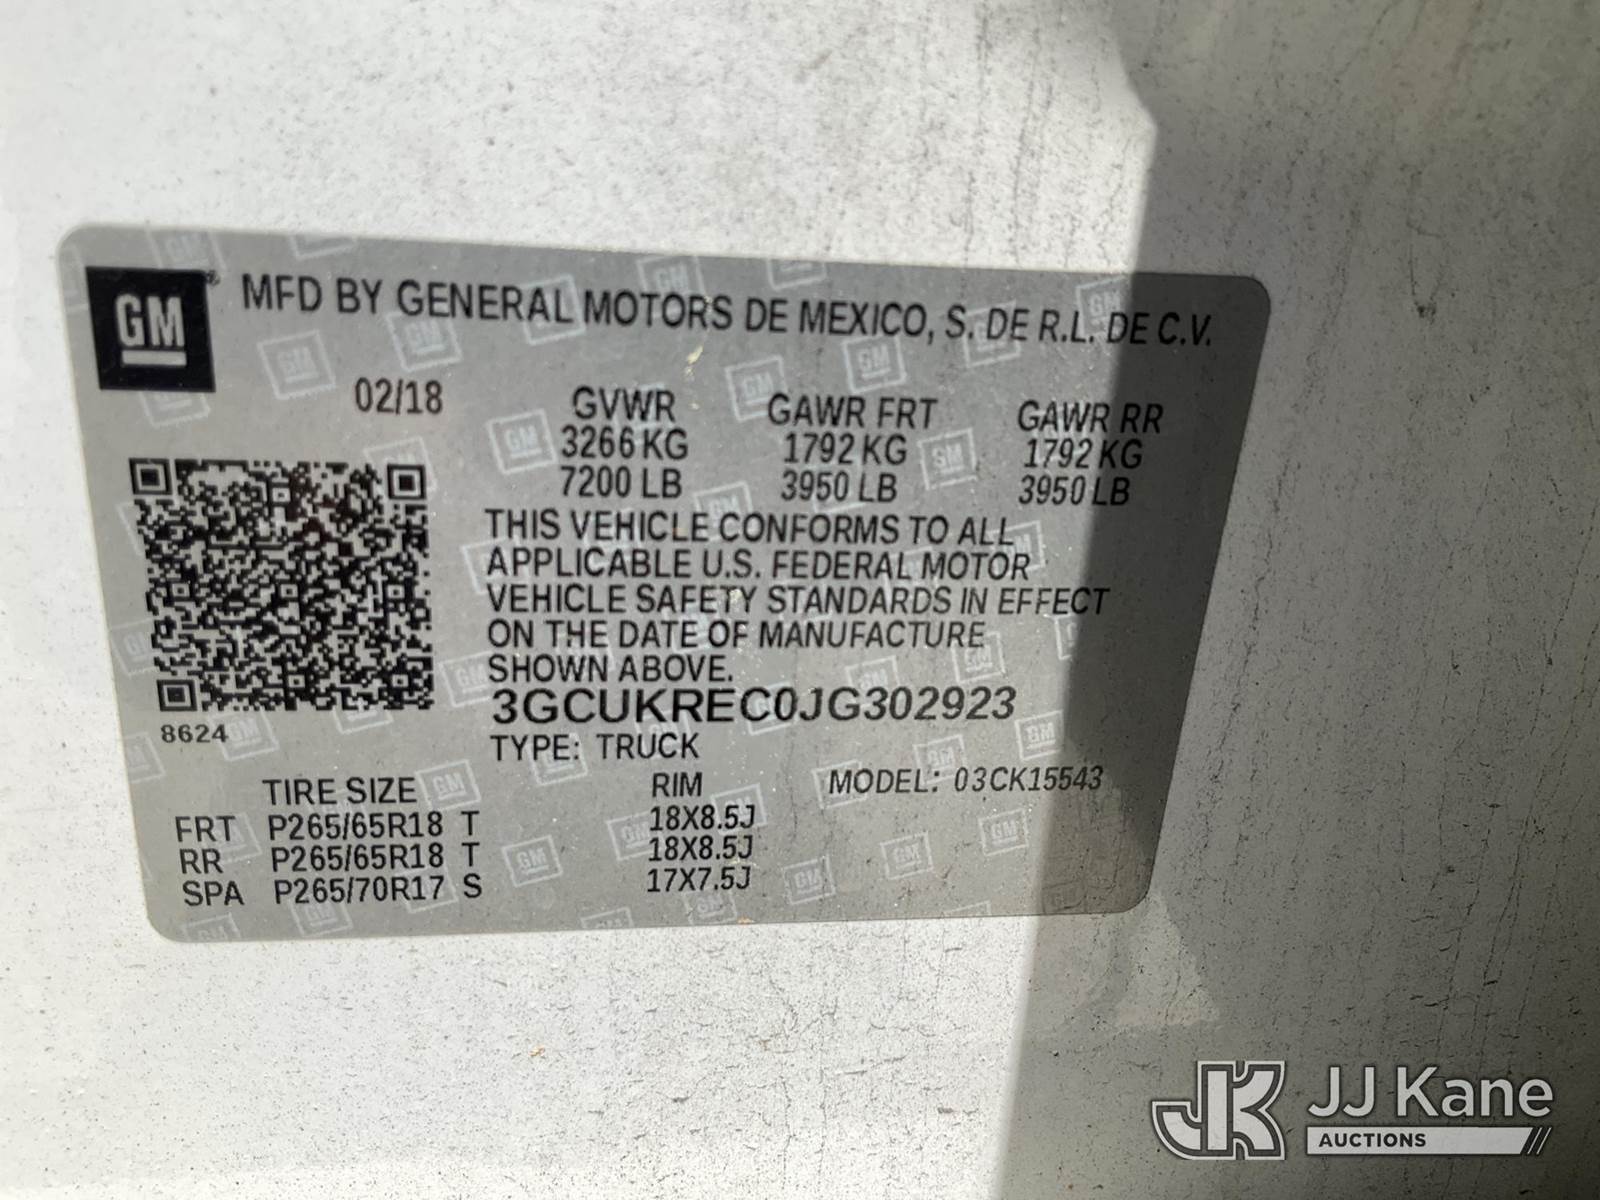 GM
MFD BY GENERAL MOTORS DE MEXICO, S. DE R.L. DE C.V.
02/18 GVWR GAWR FRT GAWR RR
3266 KG 1792 KG 1792 KG
7200 LB 3950 LB 3950 LB
THIS VEHICLE CONFORMS TO ALL
APPLICABLE U.S. FEDERAL MOTOR
VEHICLE SAFETY STANDARDS IN EFFECT
ON THE DATE OF MANUFACTURE
SHOWN ABOVE.
3GCUKREC0JG302923
8624
TYPE: TRUCK
TIRE SIZE RIM MODEL: 03CK15543
FRT P265/65R18 T 18X8.5J
RR P265/65R18 T 18X8.5J
SPA P265/70R17 S 17X7.5J
JK JJ Kane
AUCTIONS